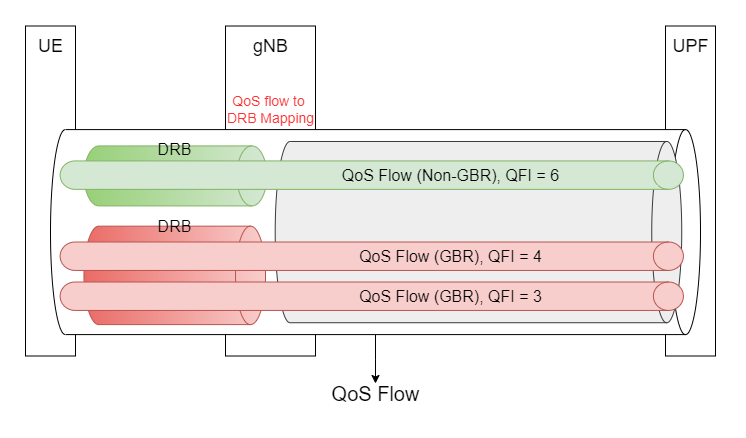 UE
gNB
UPF
QoS flow to
DRB Mapping
DRB
QoS Flow (Non-GBR), QFI = 6
DRB
QoS Flow (GBR), QFI = 4
QoS Flow (GBR), QFI = 3
QoS Flow